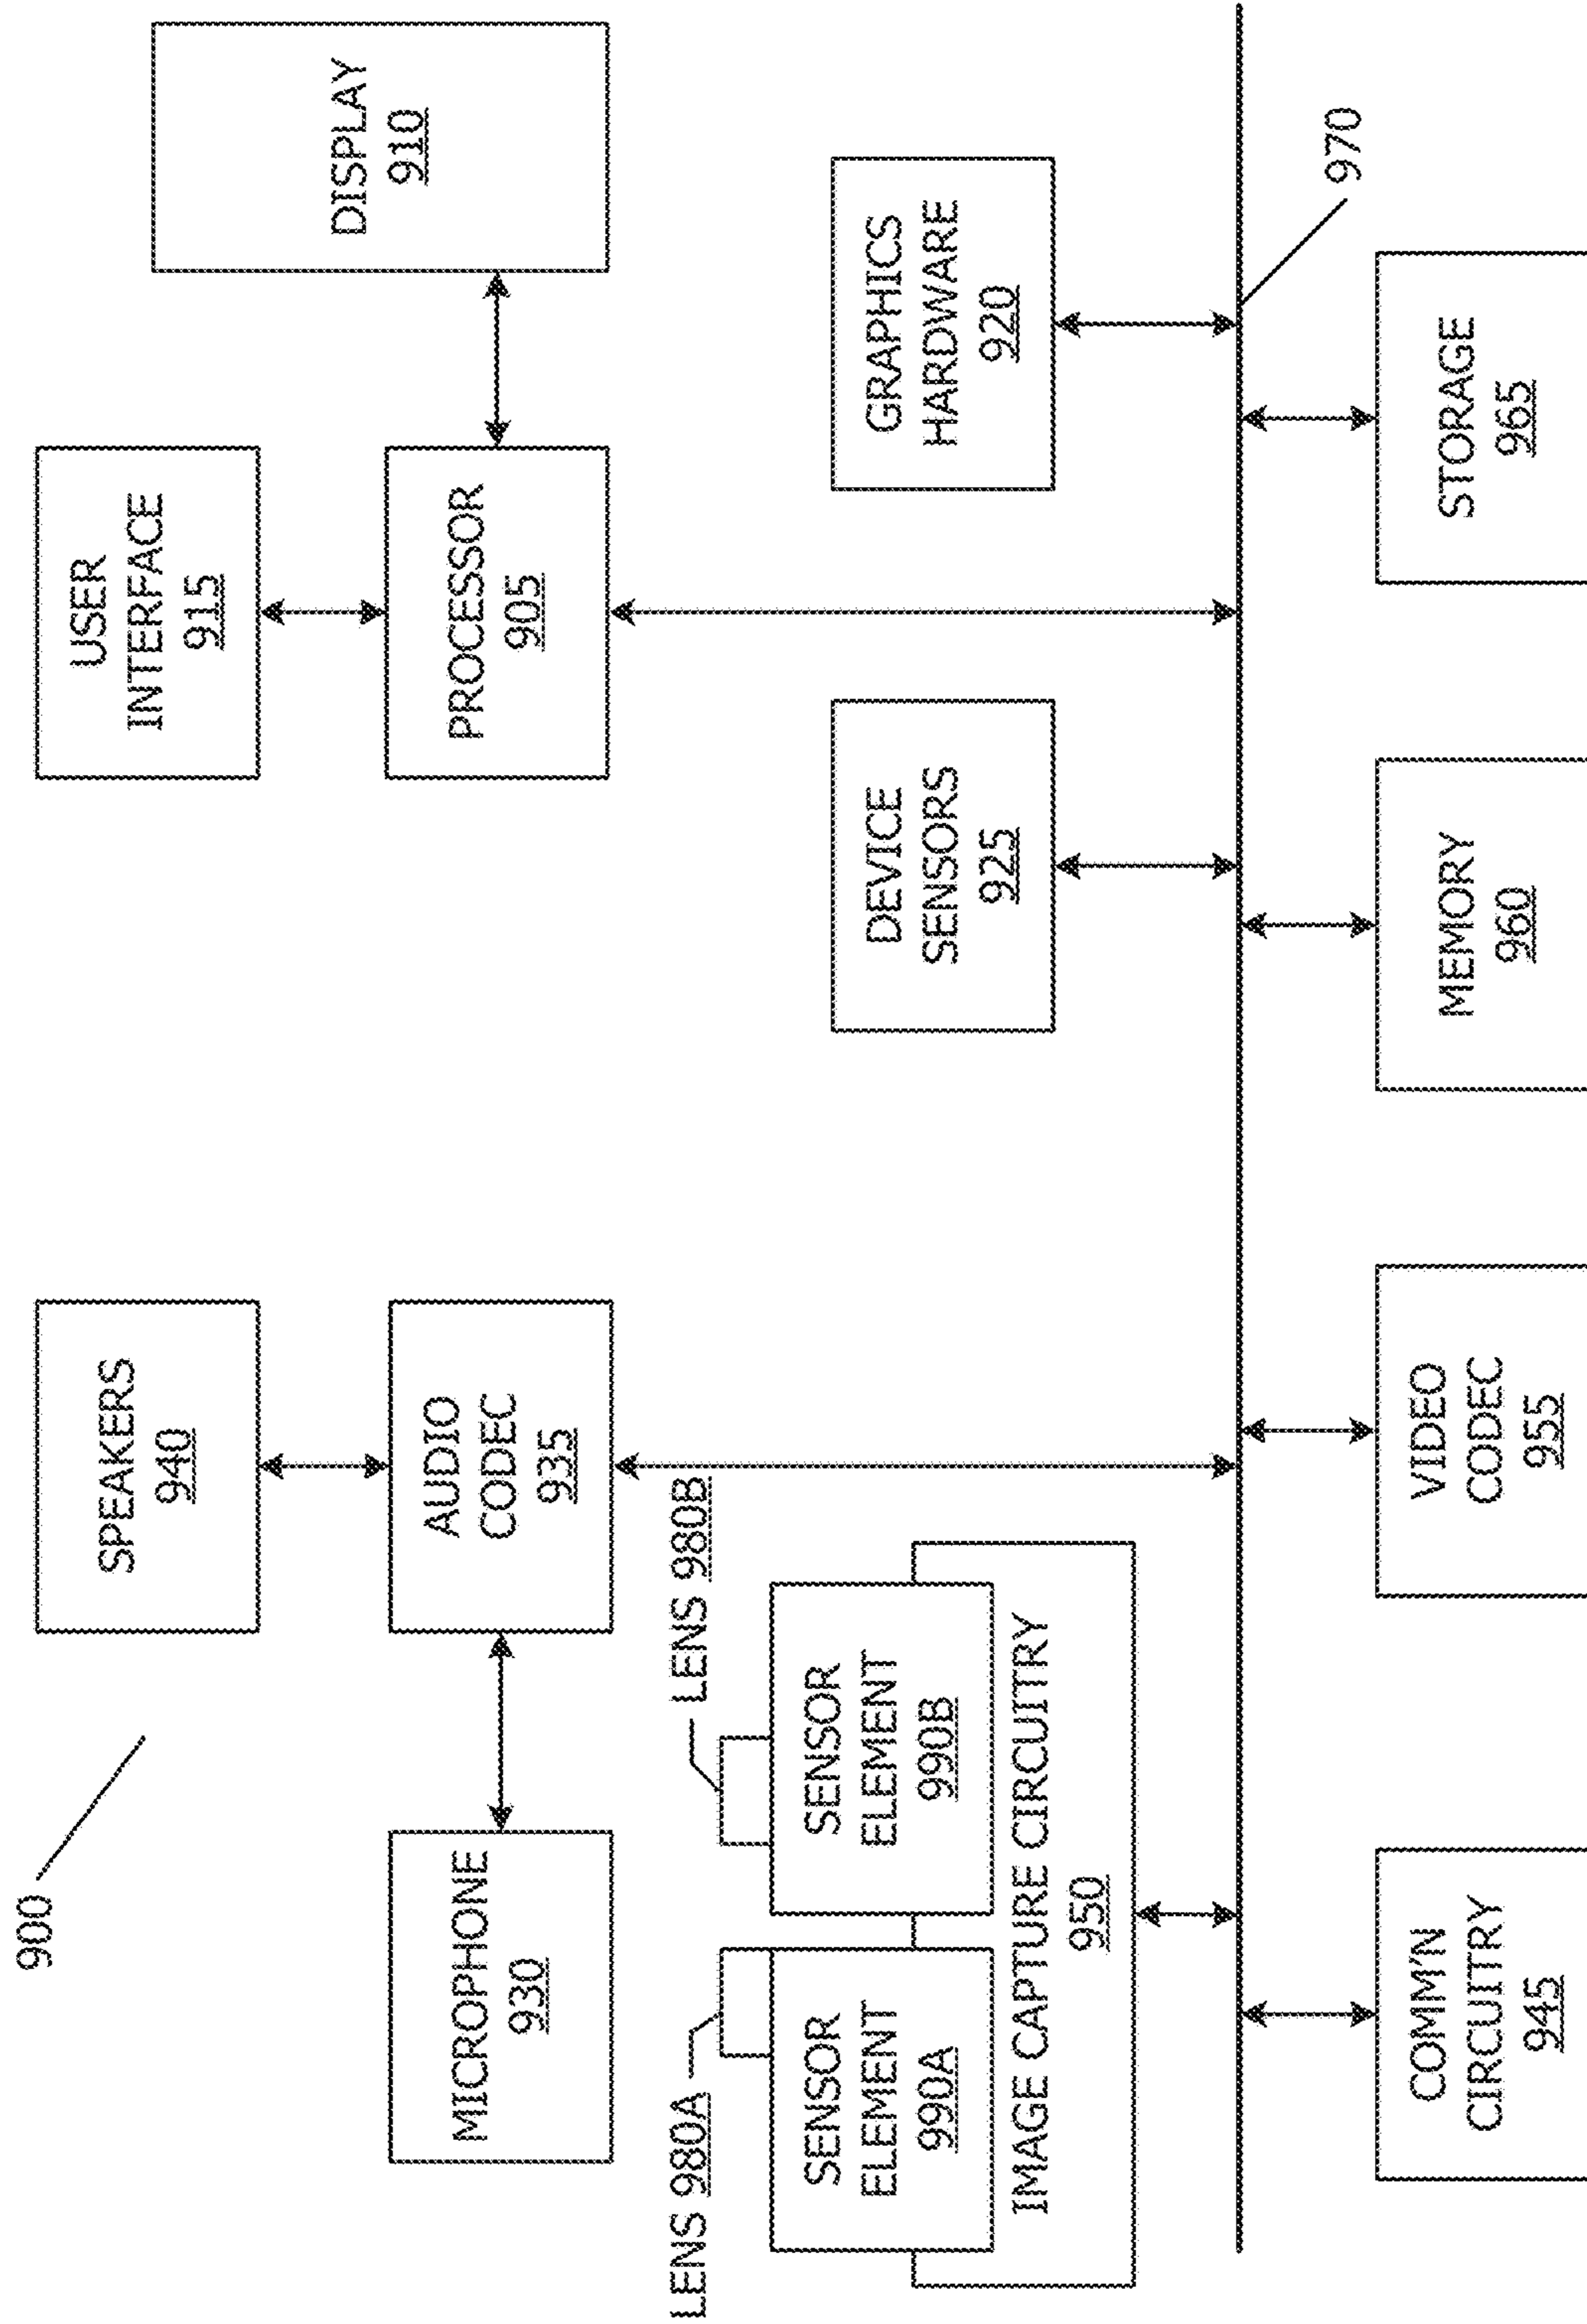 900
SPEAKERS
940
USER
INTERFACE
915
MICROPHONE
930
AUDIO
CODEC
935
PROCESSOR
905
DISPLAY
910
LENS 980A
LENS 980B
SENSOR
ELEMENT
990A
SENSOR
ELEMENT
990B
IMAGE CAPTURE CIRCUITRY
950
DEVICE
SENSORS
925
GRAPHICS
HARDWARE
920
970
COMM'N
CIRCUITRY
945
VIDEO
CODEC
955
MEMORY
960
STORAGE
965